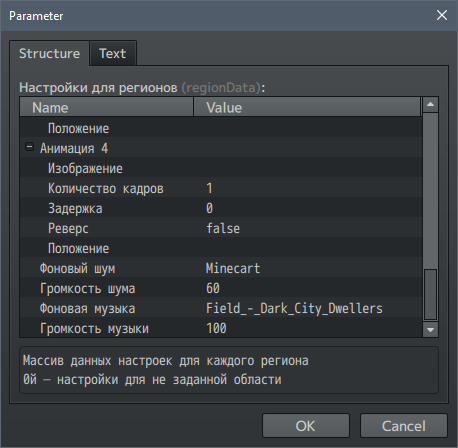 Parameter
Structure
Text
Настройки для регионов (regionData):
Name Value
Положение
Анимация 4
Изображение
Количество кадров 1
Задержка 0
Реверс false
Положение
Фоновый шум Minecart
Громкость шума 60
Фоновая музыка Field_-_Dark_City_Dwellers
Громкость музыки 100
Массив данных настроек для каждого региона
0й — настройки для не заданной области
OK Cancel